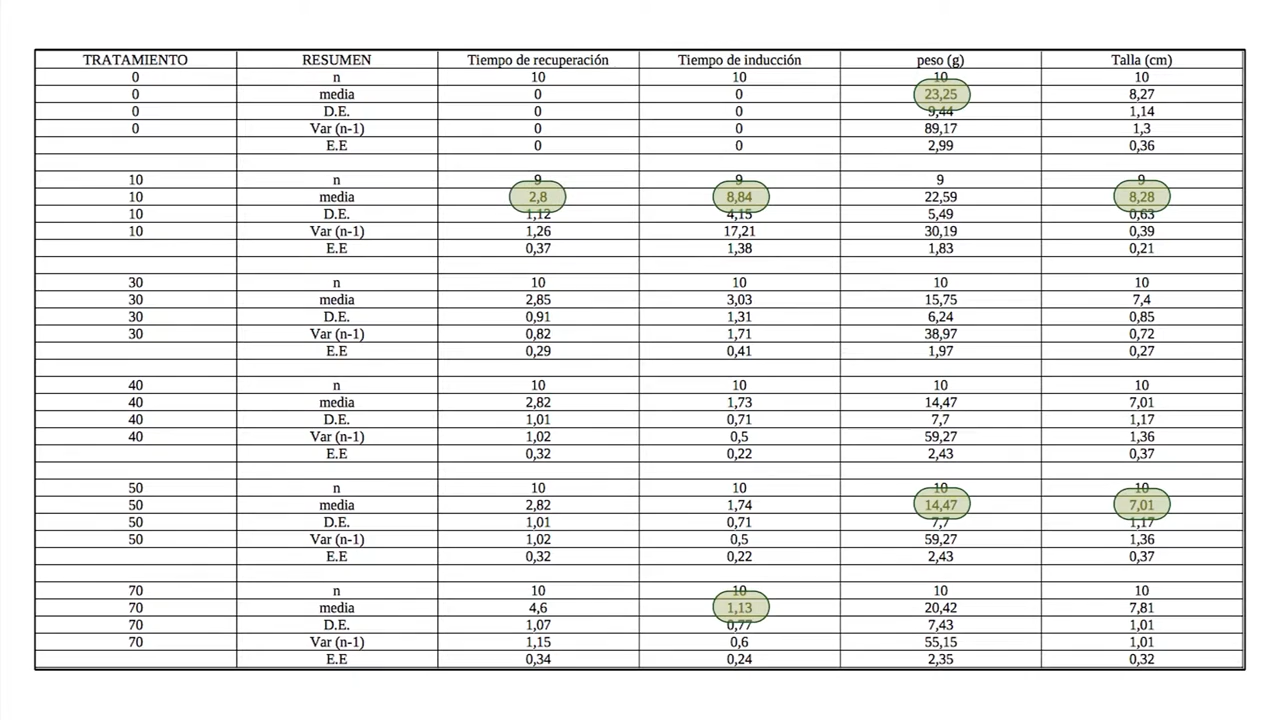 TRATAMIENTO RESUMEN Tiempo de recuperación Tiempo de inducción peso (g) Talla (cm)
0 n 10 10 10 10
0 media 0 0 23,25 8,27
0 D.E. 0 0 9,44 1,14
0 Var (n-1) 0 0 89,17 1,3
E.E 0 0 2,99 0,36
10 n 9 9 9 9
10 media 2,8 8,84 22,59 8,28
10 D.E. 1,12 4,15 5,49 0,63
10 Var (n-1) 1,26 17,21 30,19 0,39
E.E 0,37 1,38 1,83 0,21
30 n 10 10 10 10
30 media 2,85 3,03 15,75 7,4
30 D.E. 0,91 1,31 6,24 0,85
30 Var (n-1) 0,82 1,71 38,97 0,72
E.E 0,29 0,41 1,97 0,27
40 n 10 10 10 10
40 media 2,82 1,73 14,47 7,01
40 D.E. 1,01 0,71 7,7 1,17
40 Var (n-1) 1,02 0,5 59,27 1,36
E.E 0,32 0,22 2,43 0,37
50 n 10 10 10 10
50 media 2,82 1,74 14,47 7,01
50 D.E. 1,01 0,71 7,7 1,17
50 Var (n-1) 1,02 0,5 59,27 1,36
E.E 0,32 0,22 2,43 0,37
70 n 10 10 10 10
70 media 4,6 1,13 20,42 7,81
70 D.E. 1,07 0,77 7,43 1,01
70 Var (n-1) 1,15 0,6 55,15 1,01
E.E 0,34 0,24 2,35 0,32